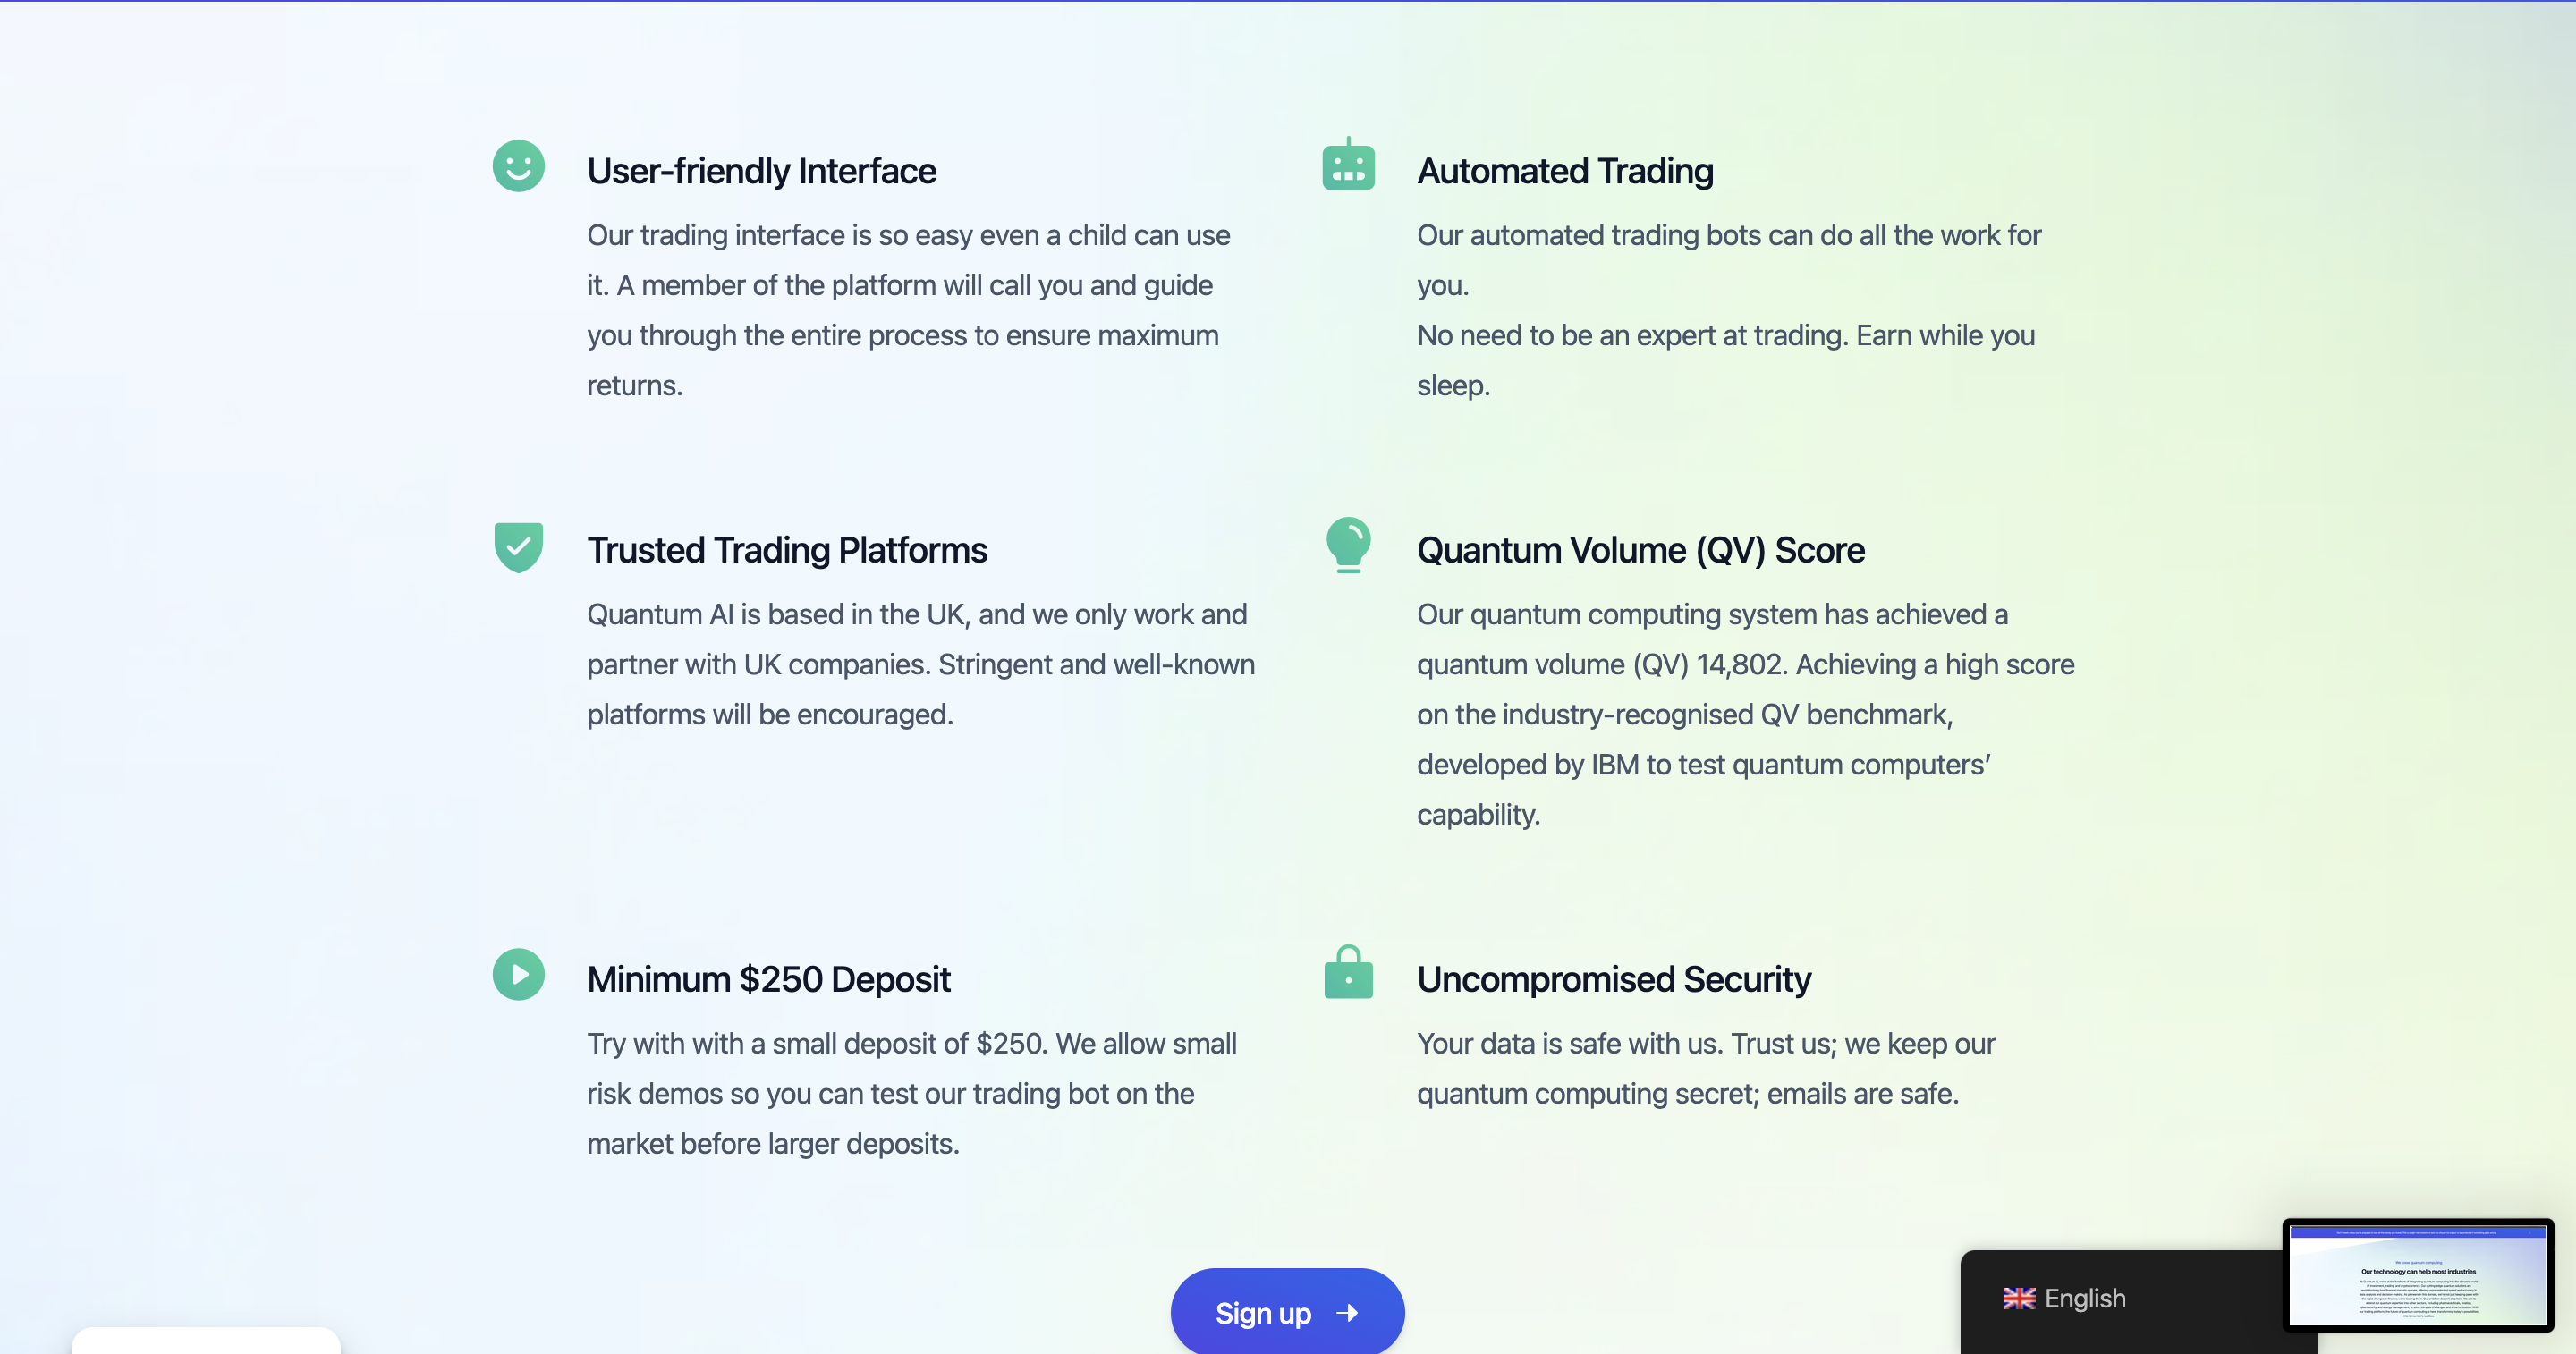 User-friendly Interface
Our trading interface is so easy even a child can use
it. A member of the platform will call you and guide
you through the entire process to ensure maximum
returns.
Automated Trading
Our automated trading bots can do all the work for
you.
No need to be an expert at trading. Earn while you
sleep.
Trusted Trading Platforms
Quantum AI is based in the UK, and we only work and
partner with UK companies. Stringent and well-known
platforms will be encouraged.
Quantum Volume (QV) Score
Our quantum computing system has achieved a
quantum volume (QV) 14,802. Achieving a high score
on the industry-recognised QV benchmark,
developed by IBM to test quantum computers’
capability.
Minimum $250 Deposit
Try with with a small deposit of $250. We allow small
risk demos so you can test our trading bot on the
market before larger deposits.
Uncompromised Security
Your data is safe with us. Trust us; we keep our
quantum computing secret; emails are safe.
Sign up
English
Our technology can help most industries